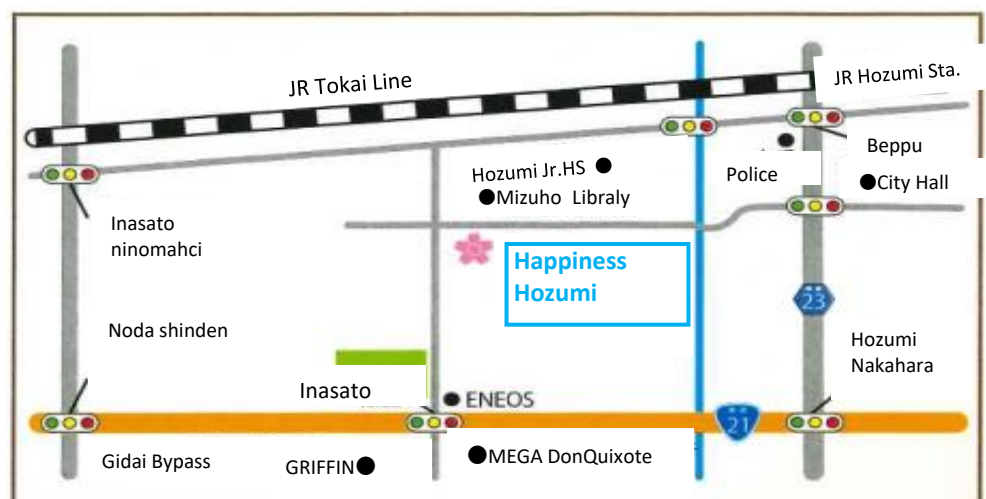 JR Tokai Line
JR Hozumi Sta.
Beppu
Hozumi Jr.HS
Police
City Hall
Mizuho Libraly
Inasato
ninomahci
Happiness
Hozumi
23
Noda shinden
Hozumi
Nakahara
Inasato
ENEOS
21
Gidai Bypass
GRIFFIN
MEGA DonQuixote